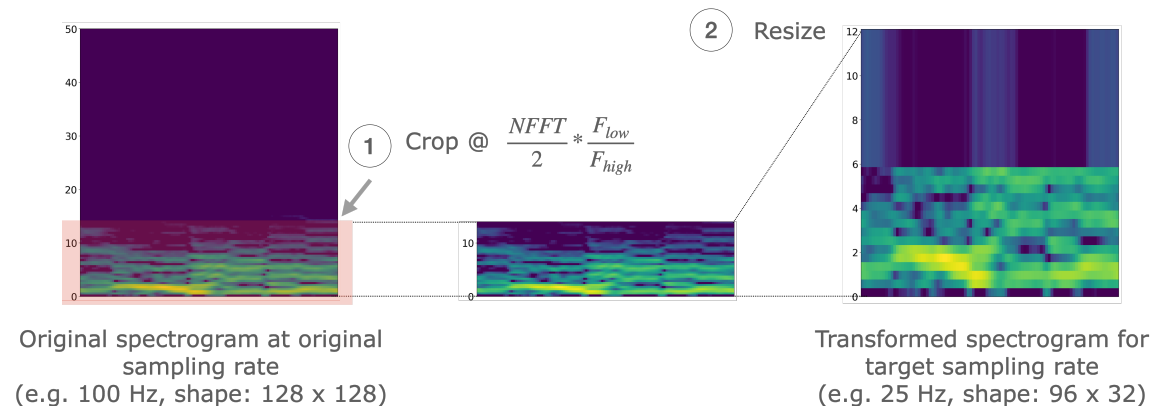 50
40
30
20
10
0
1
Crop @ NFFT/2 * F_low/F_high
10
0
2
Resize
12
10
8
6
4
2
0
Original spectrogram at original
sampling rate
(e.g. 100 Hz, shape: 128 x 128)
Transformed spectrogram for
target sampling rate
(e.g. 25 Hz, shape: 96 x 32)